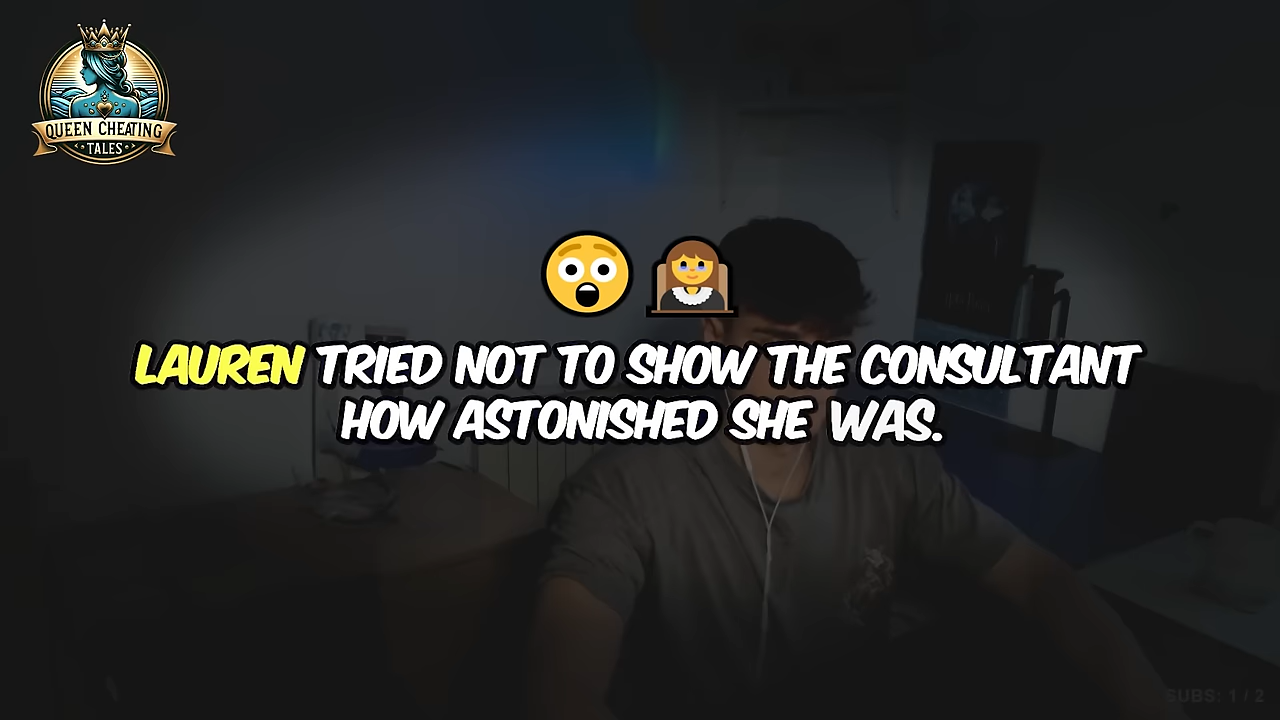 QUEEN CHEATING
TALES
LAUREN TRIED NOT TO SHOW THE CONSULTANT
HOW ASTONISHED SHE WAS.
SUBS: 1 / 2